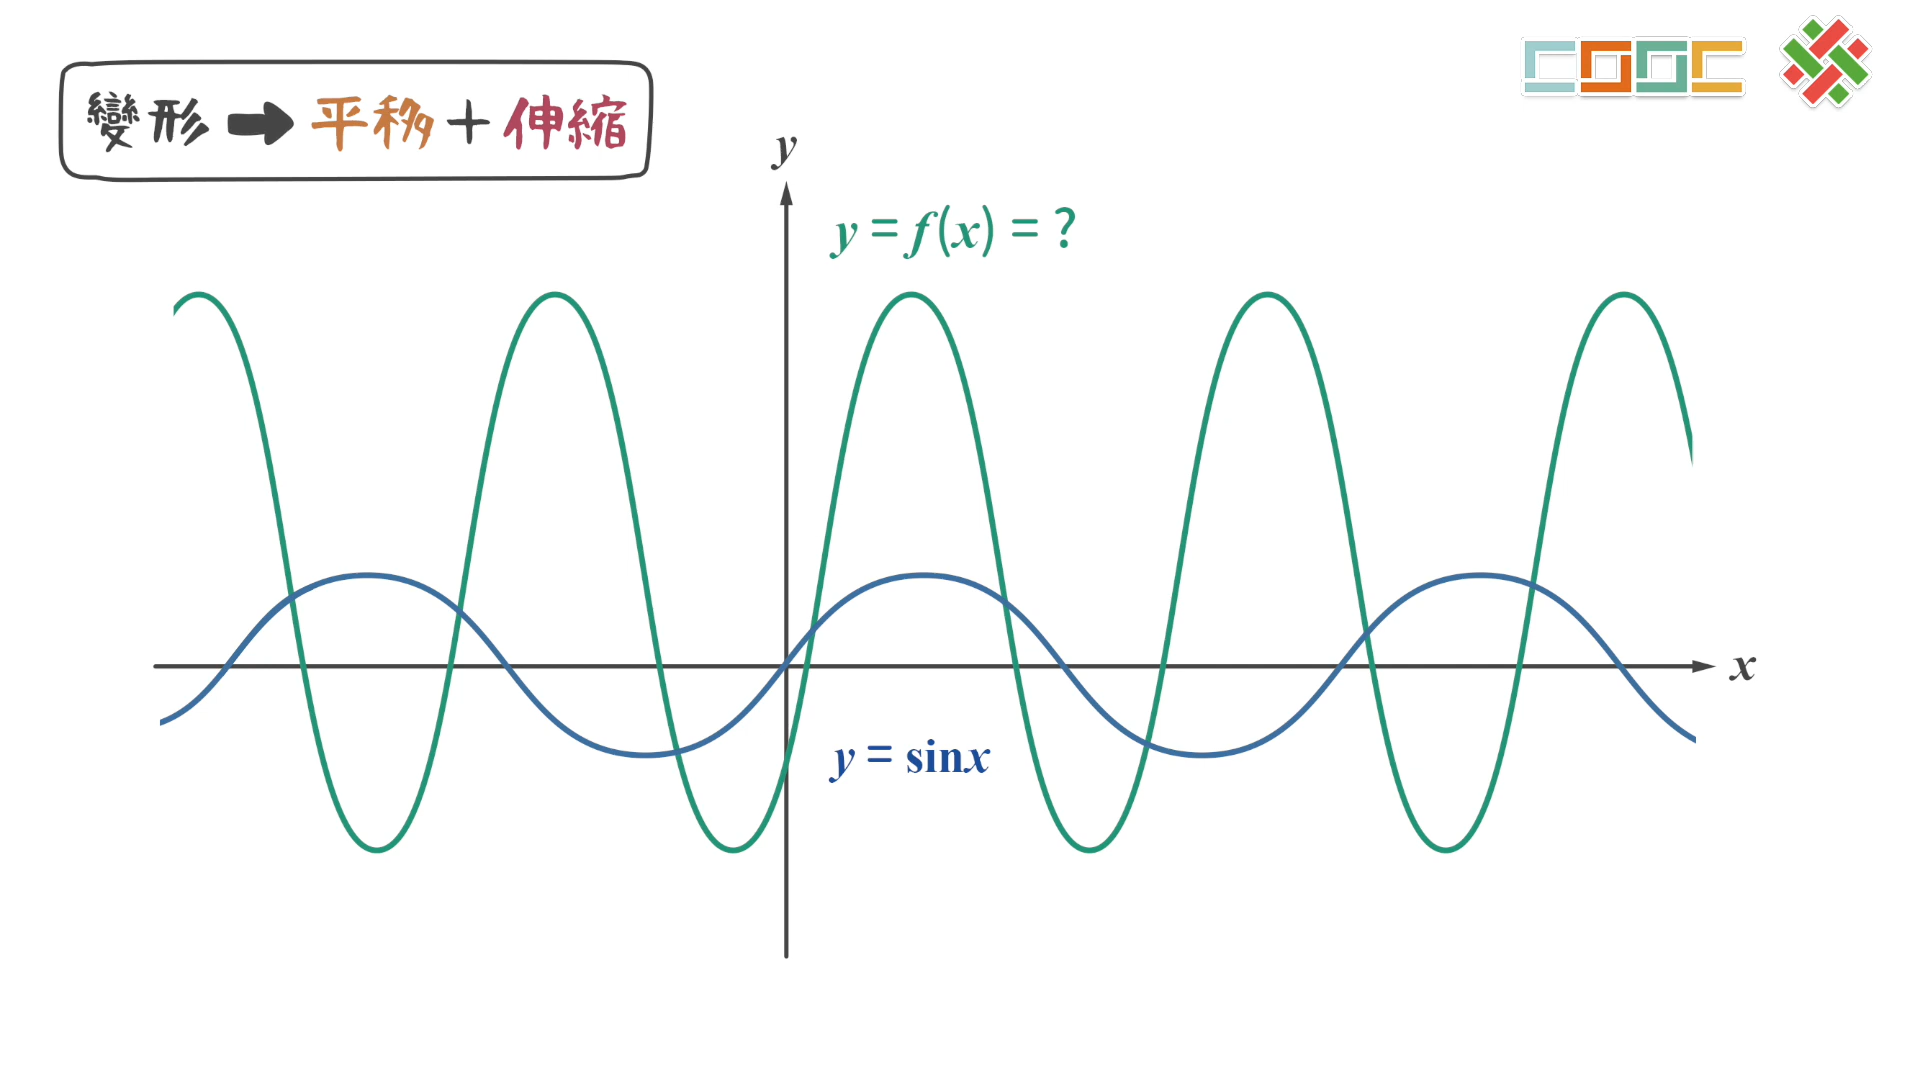 變形➡平移+伸縮
y
y = f(x) = ?
x
y = sinx